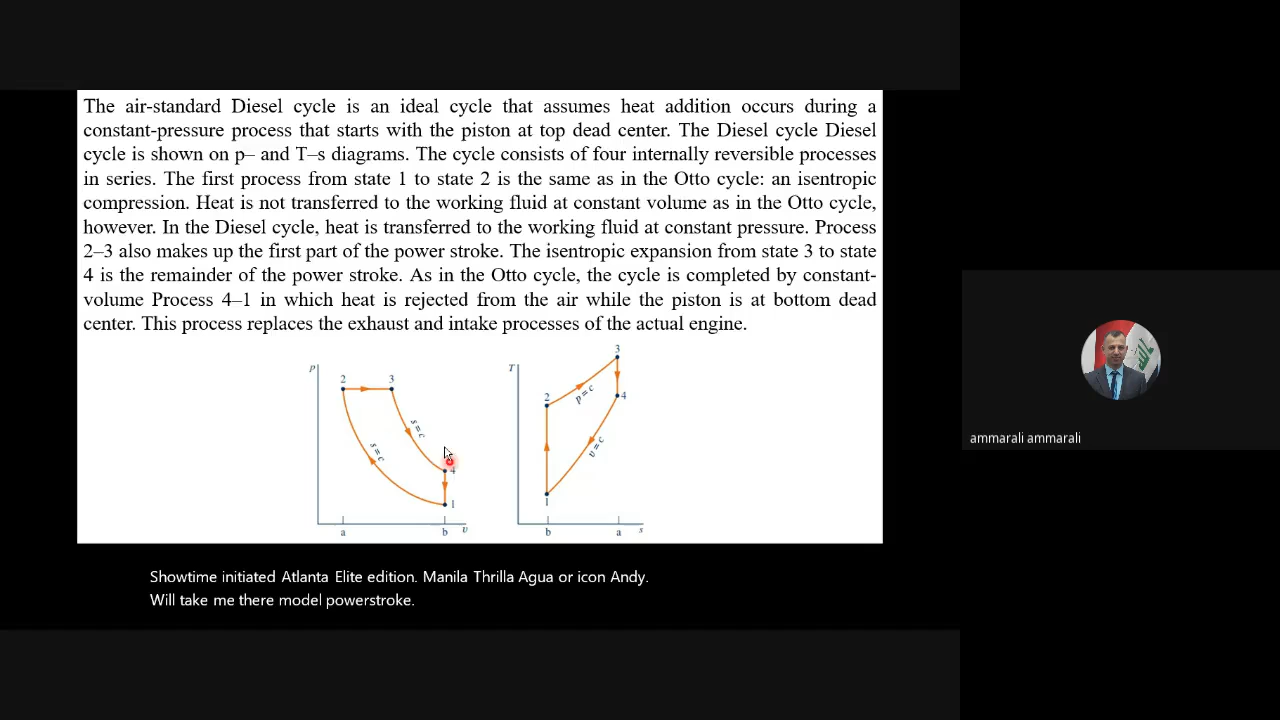 The air-standard Diesel cycle is an ideal cycle that assumes heat addition occurs during a
constant-pressure process that starts with the piston at top dead center. The Diesel cycle Diesel
cycle is shown on p– and T–s diagrams. The cycle consists of four internally reversible processes
in series. The first process from state 1 to state 2 is the same as in the Otto cycle: an isentropic
compression. Heat is not transferred to the working fluid at constant volume as in the Otto cycle,
however. In the Diesel cycle, heat is transferred to the working fluid at constant pressure. Process
2–3 also makes up the first part of the power stroke. The isentropic expansion from state 3 to state
4 is the remainder of the power stroke. As in the Otto cycle, the cycle is completed by constant-
volume Process 4–1 in which heat is rejected from the air while the piston is at bottom dead
center. This process replaces the exhaust and intake processes of the actual engine.
p
2
3
s = c
s = c
4
1
a
b
v
T
3
2
p = c
4
v = c
1
b
a
s
ammarali ammarali
Showtime initiated Atlanta Elite edition. Manila Thrilla Agua or icon Andy.
Will take me there model powerstroke.